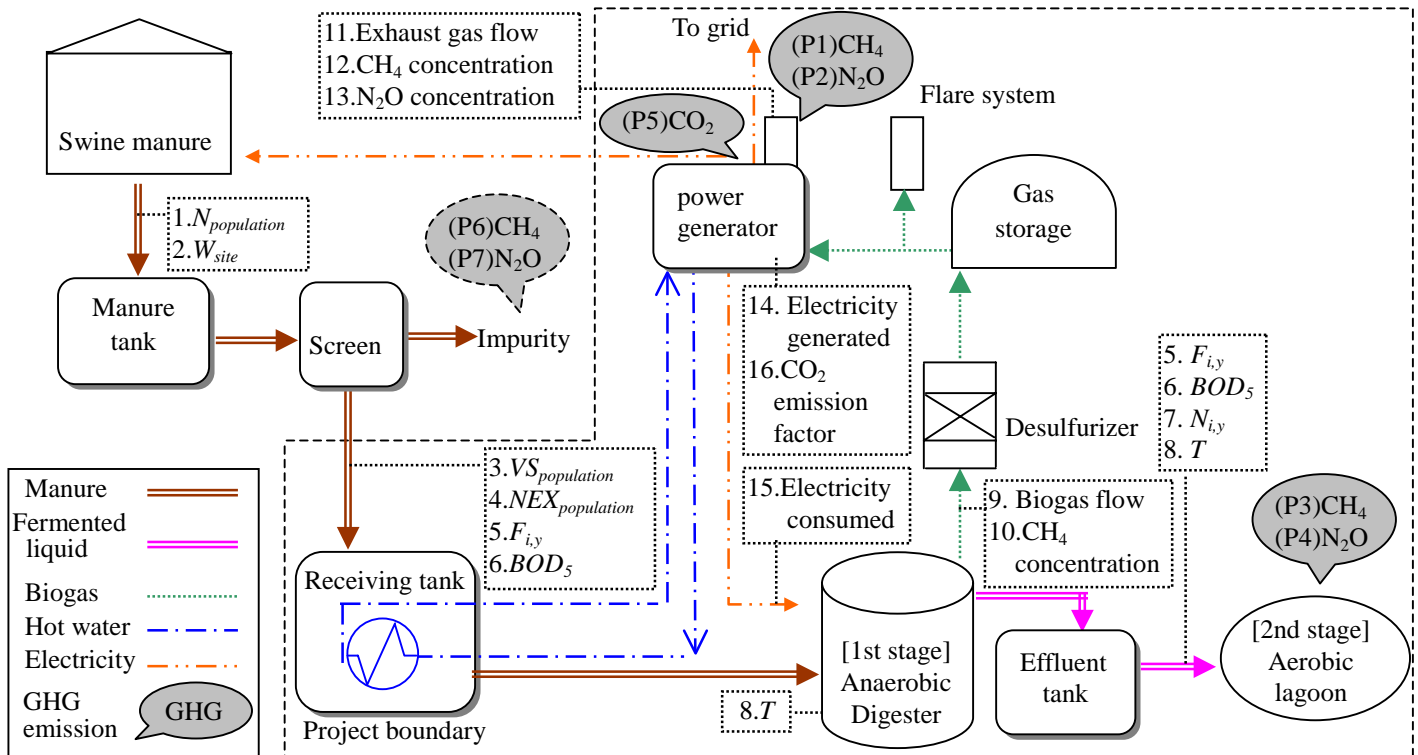 11.Exhaust gas flow
12.CH4 concentration
13.N2O concentration
To grid
(P1)CH4
(P2)N2O
Flare system
(P5)CO2
Swine manure
power
generator
Gas
storage
1.Npopulation
2.Wsite
(P6)CH4
(P7)N2O
Manure
tank
Screen
Impurity
14. Electricity
generated
16.CO2
emission
factor
5. Fi,y
6. BOD5
7. Ni,y
8. T
Desulfurizer
3.VSpopulation
4.NEXpopulation
5.Fi,y
6.BOD5
15.Electricity
consumed
9. Biogas flow
10.CH4
concentration
(P3)CH4
(P4)N2O
Manure
Fermented
liquid
Biogas
Hot water
Electricity
GHG
emission
GHG
Receiving tank
Project boundary
8.T
[1st stage]
Anaerobic
Digester
Effluent
tank
[2nd stage]
Aerobic
lagoon